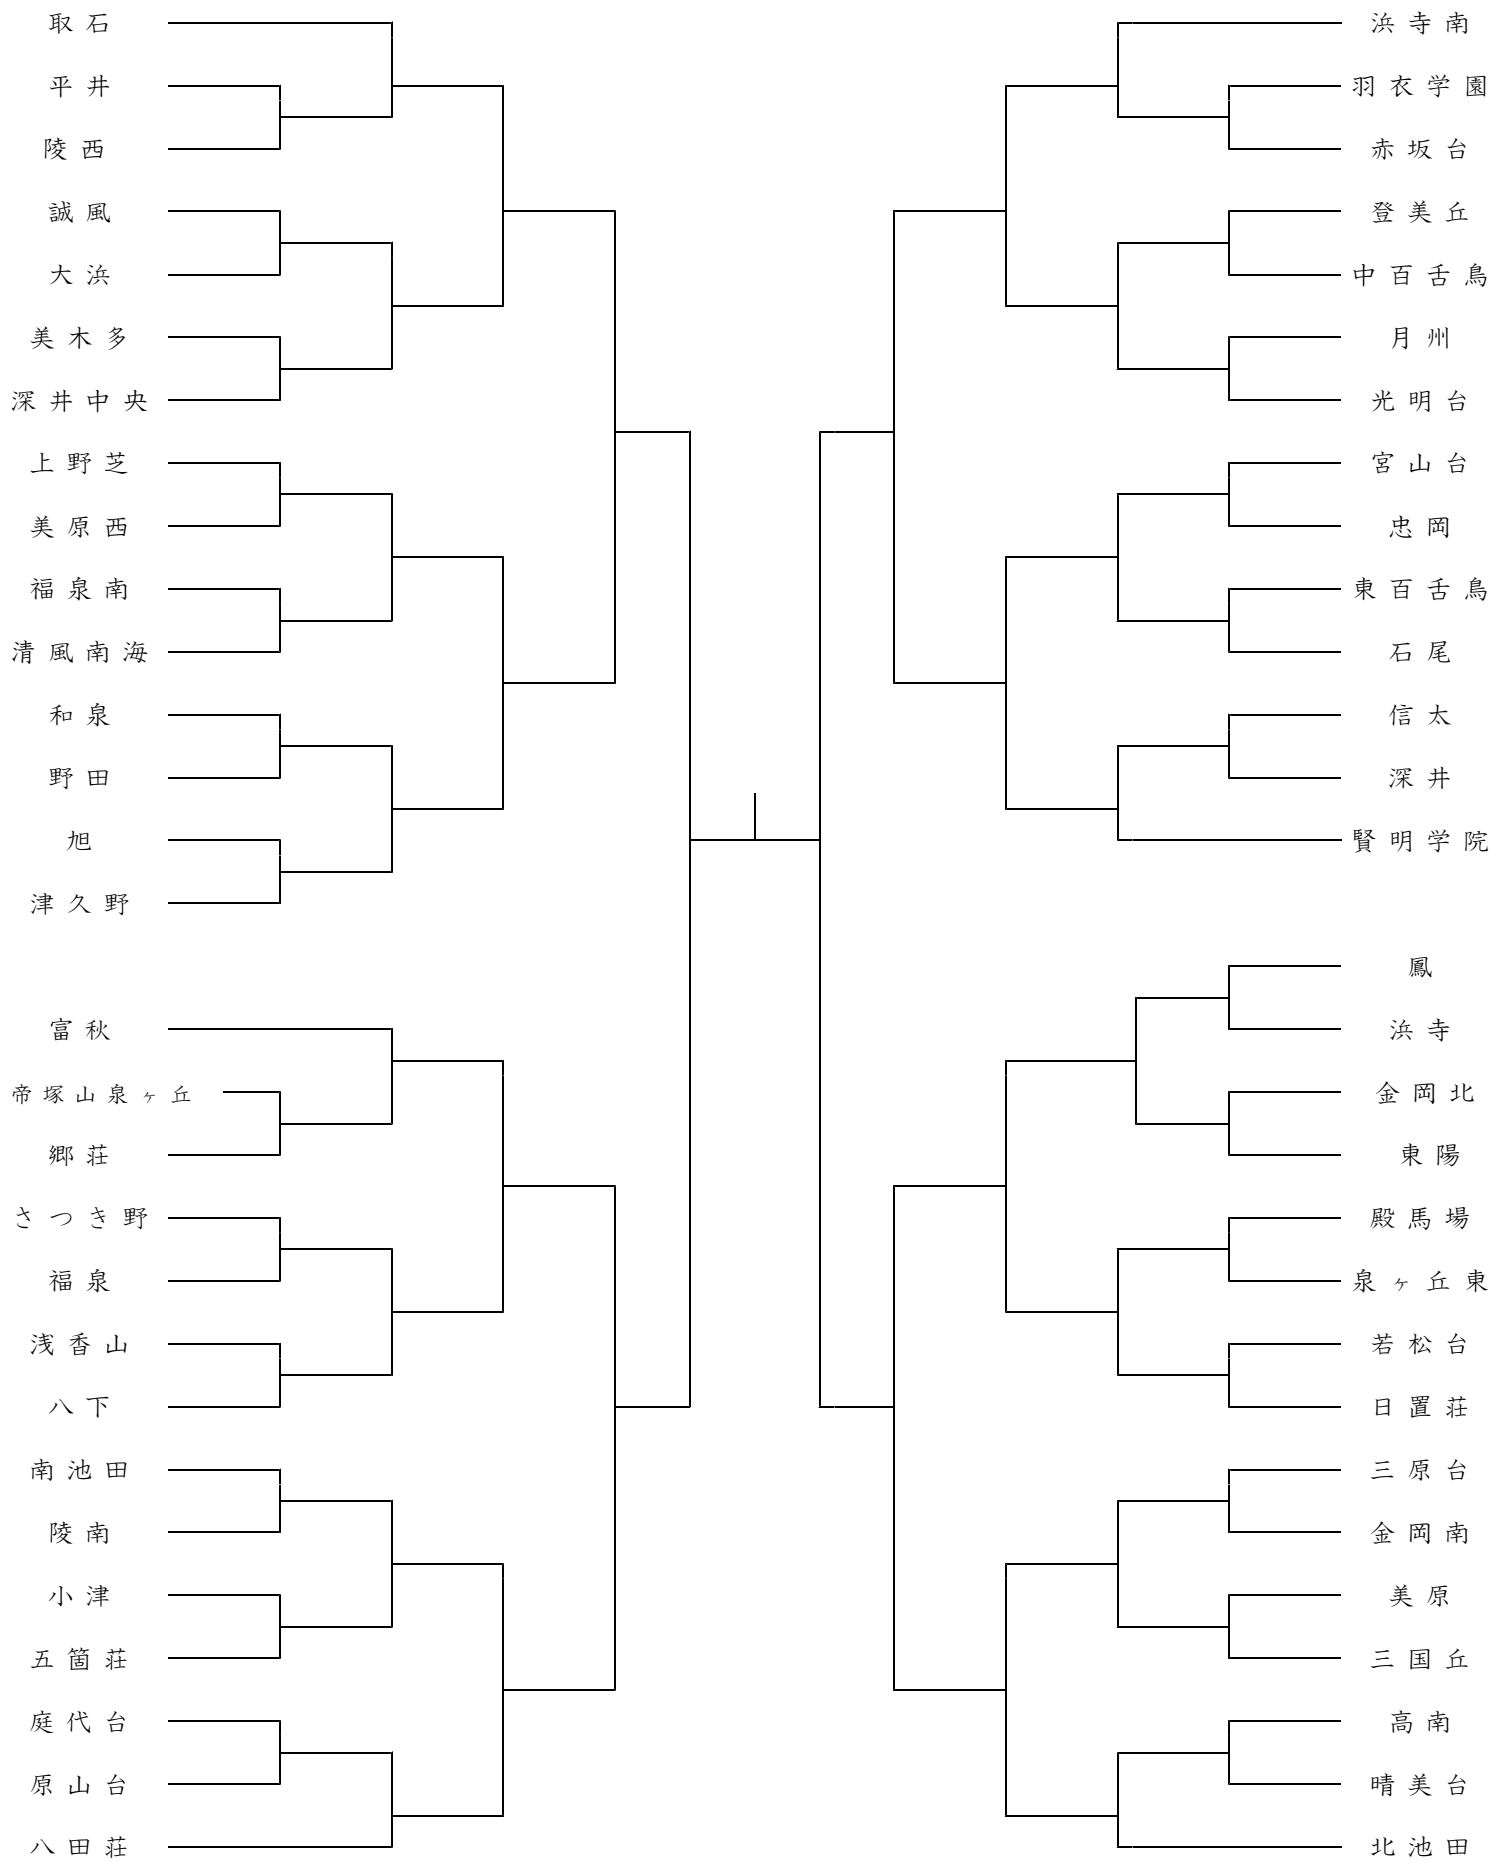 取石
平井
陵西
誠風
大浜
美木多
深井中央
上野芝
美原西
福泉南
清風南海
和泉
野田
旭
津久野
富秋
帝塚山泉ヶ丘
郷荘
さつき野
福泉
浅香山
八下
南池田
陵南
小津
五箇荘
庭代台
原山台
八田荘
浜寺南
羽衣学園
赤坂台
登美丘
中百舌鳥
月州
光明台
宮山台
忠岡
東百舌鳥
石尾
信太
深井
賢明学院
鳳
浜寺
金岡北
東陽
殿馬場
泉ヶ丘東
若松台
日置荘
三原台
金岡南
美原
三国丘
高南
晴美台
北池田